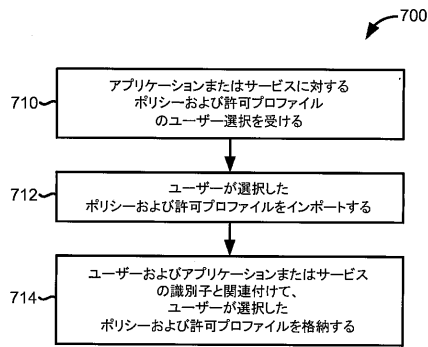 700
710
アプリケーションまたはサービスに対する
ポリシーおよび許可プロファイル
のユーザー選択を受ける
712
ユーザーが選択した
ポリシーおよび許可プロファイルをインポートする
714
ユーザーおよびアプリケーションまたはサービス
の識別子と関連付けて、
ユーザーが選択した
ポリシーおよび許可プロファイルを格納する